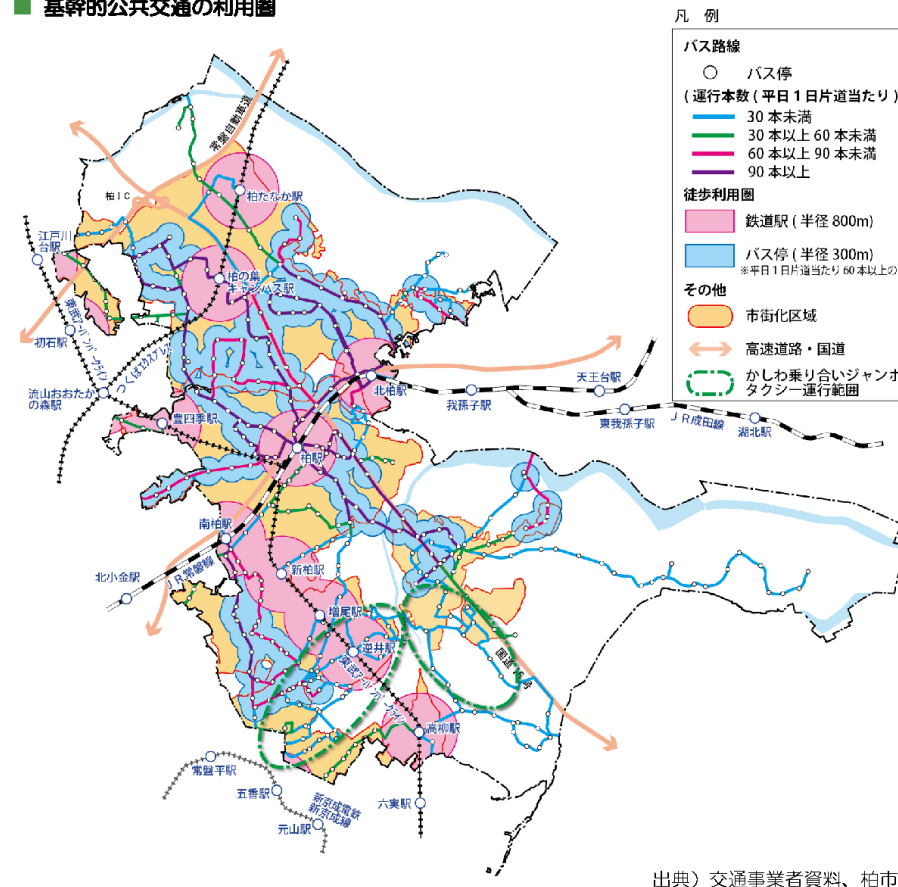 ■ 基幹的公共交通の利用圏
凡 例
バス路線
バス停
(運行本数(平日1日片道当たり)
30本未満
30本以上60本未満
60本以上90本未満
90本以上
徒歩利用圏
鉄道駅(半径800m)
バス停(半径300m)
※平日1日片道当たり60本以上の
その他
市街化区域
高速道路・国道
かしわ乗り合いジャンボ
タクシー運行範囲
常磐自動車道
柏IC
柏たなか駅
江戸川
台駅
柏の葉
キャンパス駅
東武アーバンパークライン
初石駅
つくばエクスプレス
流山おおたか
の森駅
豊四季駅
北柏駅
我孫子駅
天王台駅
東我孫子駅
JR成田線
湖北駅
柏駅
南柏駅
北小金駅
JR常磐線
新柏駅
増尾駅
逆井駅
東武アーバンパークライン
国道16号
高柳駅
常盤平駅
五香駅
新京成電鉄
新京成線
元山駅
六実駅
出典)交通事業者資料、柏市